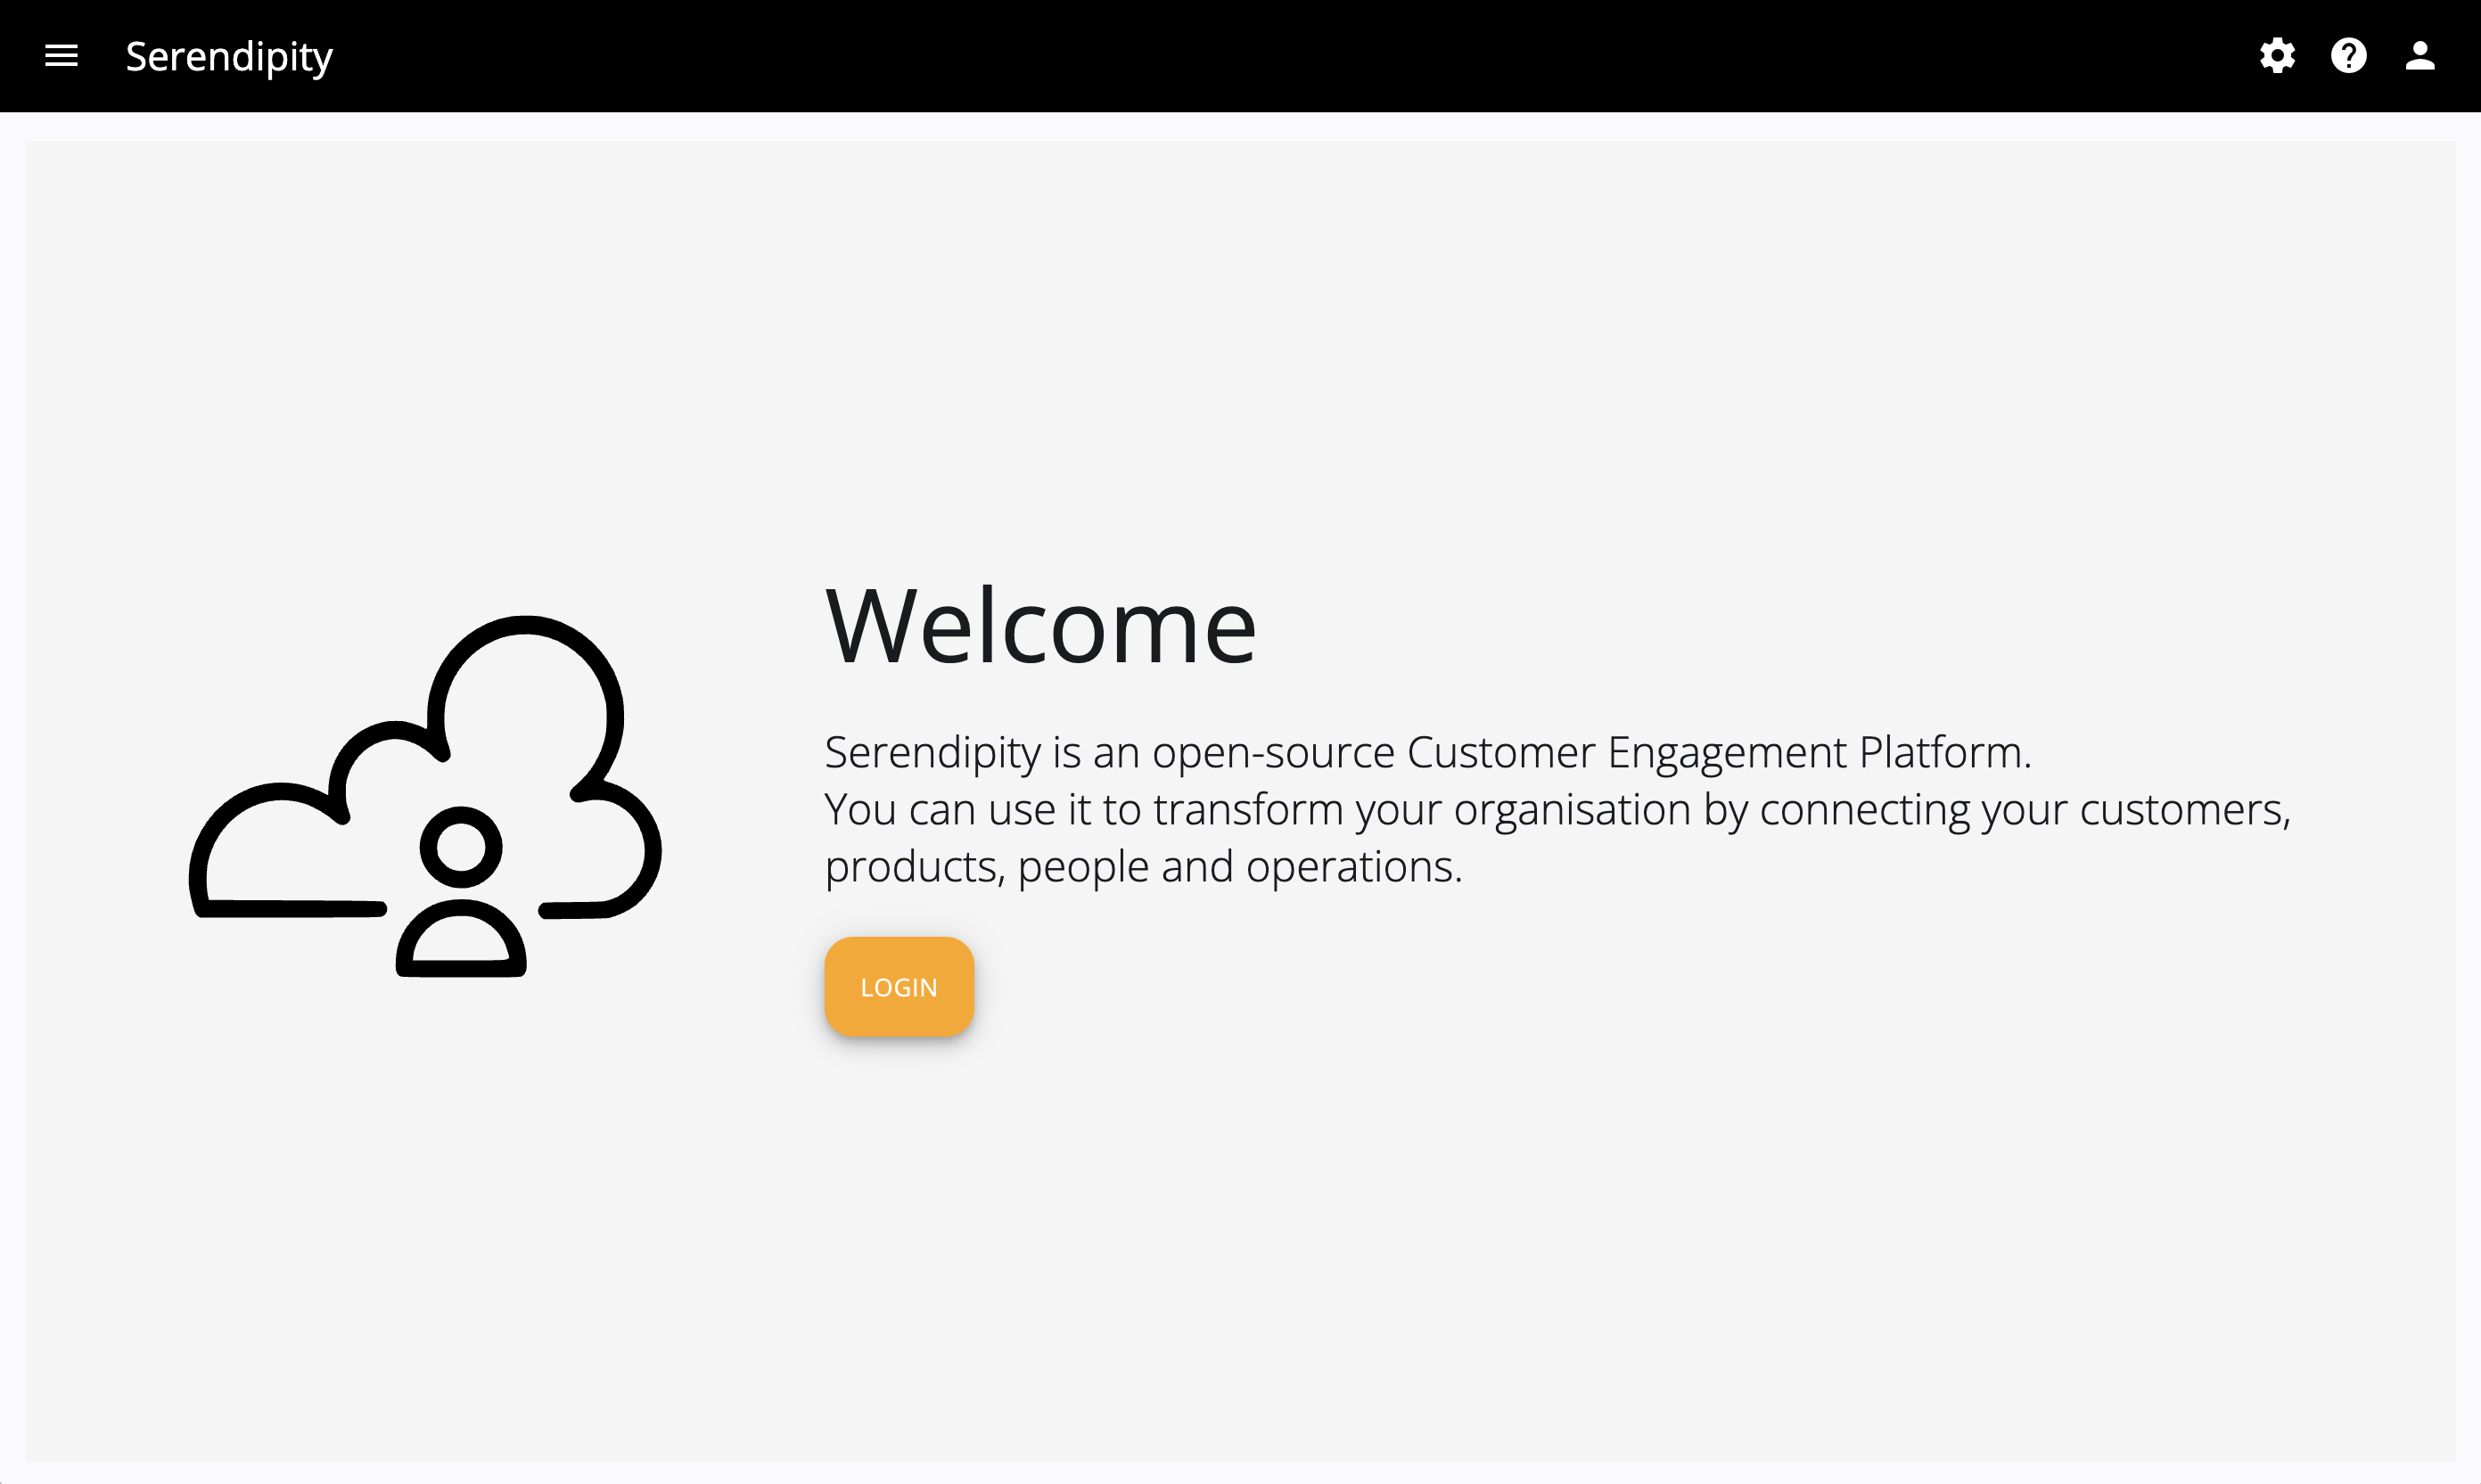 Serendipity
Welcome
Serendipity is an open-source Customer Engagement Platform.
You can use it to transform your organisation by connecting your customers,
products, people and operations.
LOGIN